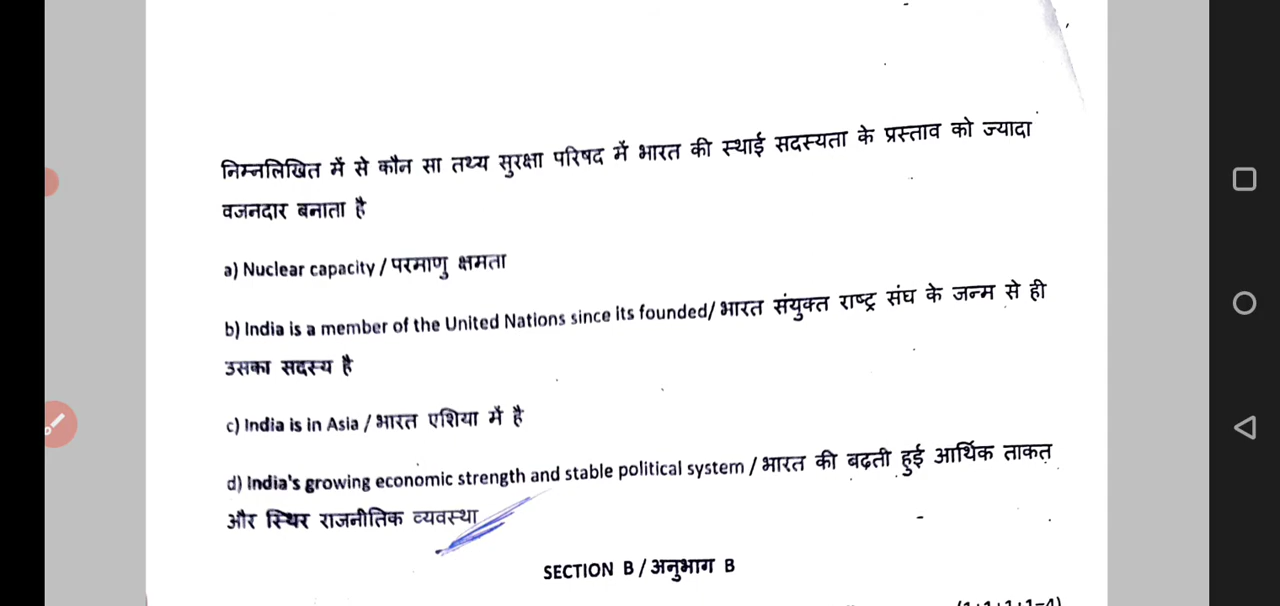 निम्नलिखित में से कौन सा तथ्य सुरक्षा परिषद में भारत की स्थाई सदस्यता के प्रस्ताव को ज्यादा
वजनदार बनाता है
a) Nuclear capacity / परमाणु क्षमता
b) India is a member of the United Nations since its founded/ भारत संयुक्त राष्ट्र संघ के जन्म से ही
उसका सदस्य है
c) India is in Asia / भारत एशिया में है
d) India's growing economic strength and stable political system / भारत की बढ़ती हुई आर्थिक ताकत
और स्थिर राजनीतिक व्यवस्था
SECTION B / अनुभाग B